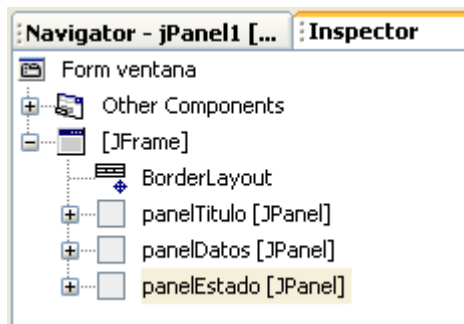 Navigator - jPanel1 [... Inspector
Form ventana
Other Components
[JFrame]
BorderLayout
panelTitulo [JPanel]
panelDatos [JPanel]
panelEstado [JPanel]